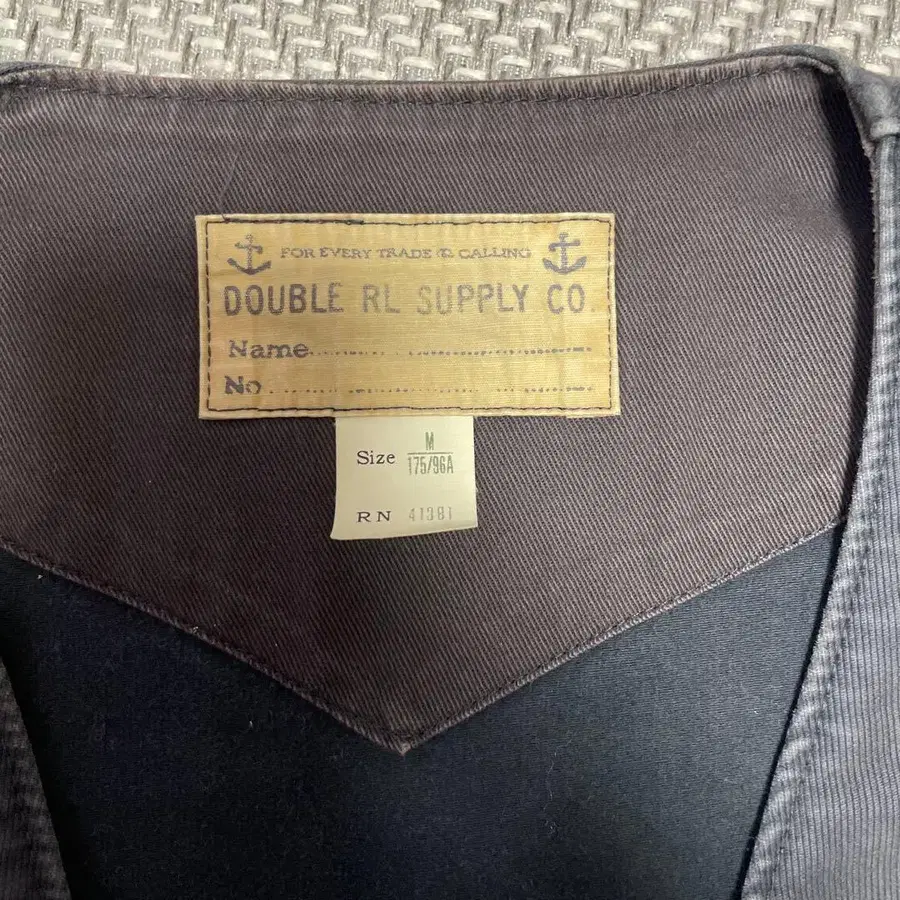 FOR EVERY TRADE & CALLING
DOUBLE RL SUPPLY CO.
Name
No
Size M
175/96A
RN 41381